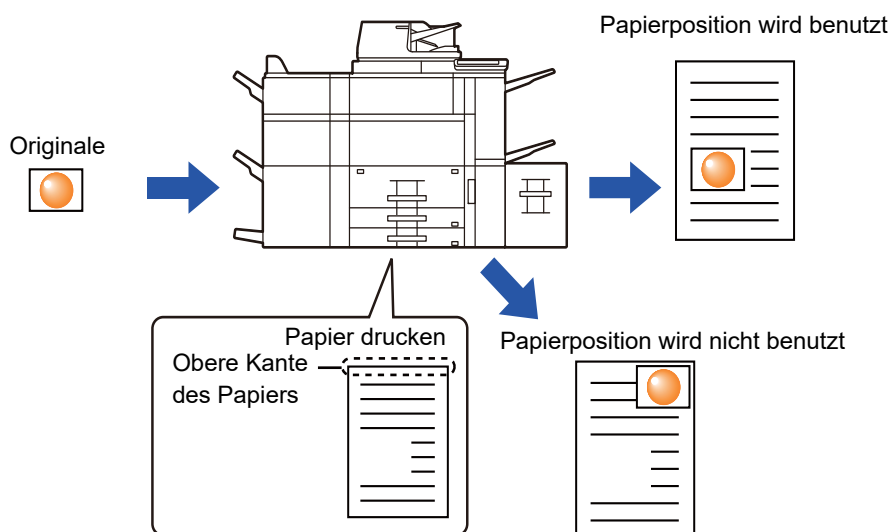 Papierposition wird benutzt
Originale
Papier drucken
Obere Kante
des Papiers
Papierposition wird nicht benutzt